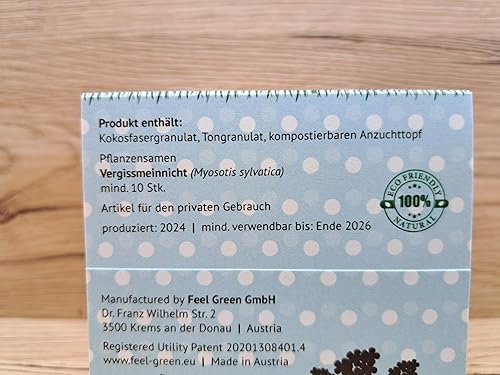 Produkt enthält:
Kokosfasergranulat, Tongranulat, kompostierbaren Anzuchttopf
Pflanzensamen
Vergissmeinnicht (Myosotis sylvatica)
mind. 10 Stk.
Artikel für den privaten Gebrauch
produziert: 2024 | mind. verwendbar bis: Ende 2026
ECO FRIENDLY
100%
NATURAL
Manufactured by Feel Green GmbH
Dr. Franz Wilhelm Str. 2
3500 Krems an der Donau | Austria
Registered Utility Patent 20201308401.4
www.feel-green.eu | Made in Austria